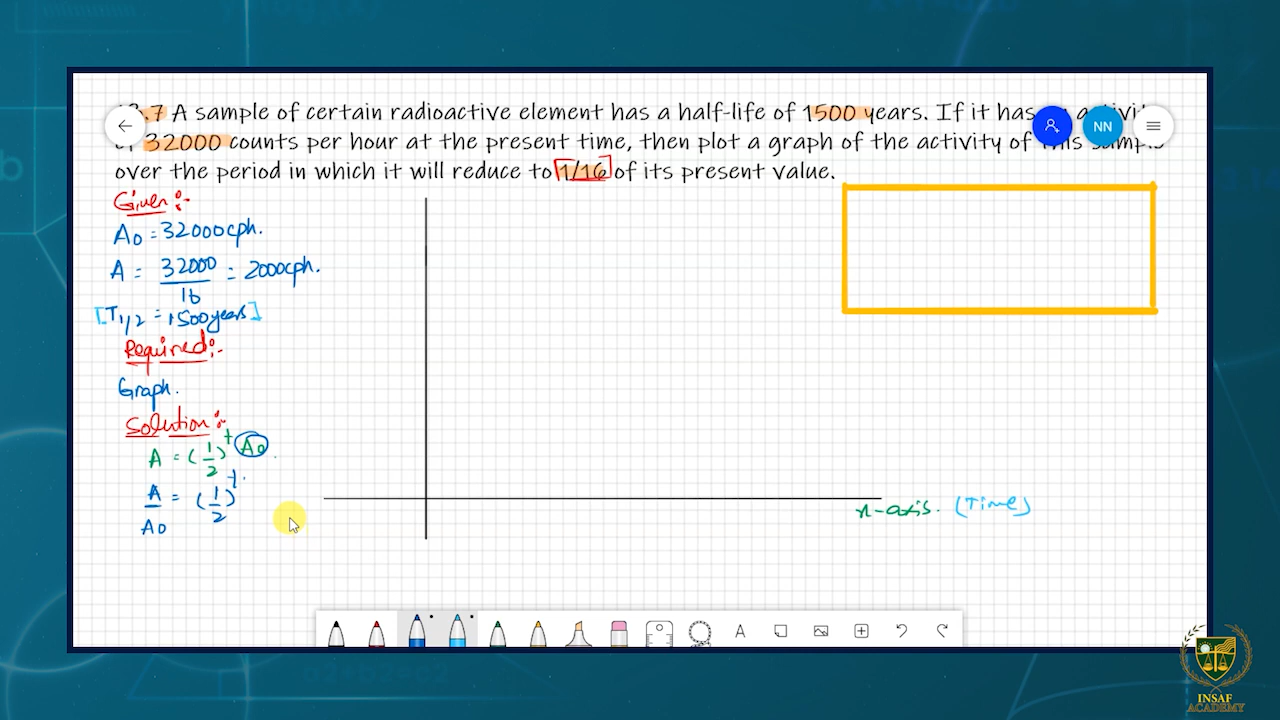 .7 A sample of certain radioactive element has a half-life of 1500 years. If it has
32000 counts per hour at the present time, then plot a graph of the activity of this sample
over the period in which it will reduce to 1/16 of its present value.
NN
Given :-
A0 = 32000cph.
A = 32000/16 = 2000cph.
[T1/2 = 1500years]
Required :-
Graph.
Solution :-
A = (1/2)^t A0
A/A0 = (1/2)^t
x-axis. (Time)
A
INSAF
ACADEMY